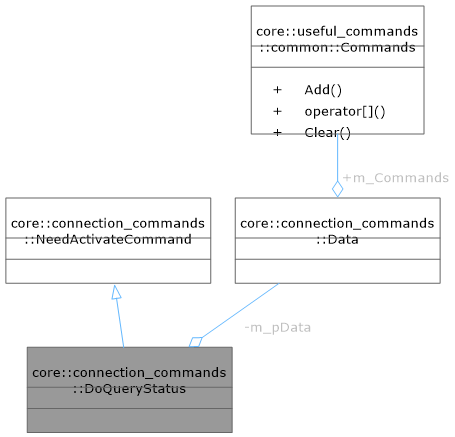 core::useful_commands
::common::Commands
+ Add()
+ operator[]()
+ Clear()
+m_Commands
core::connection_commands
::NeedActivateCommand
core::connection_commands
::Data
-m_pData
core::connection_commands
::DoQueryStatus